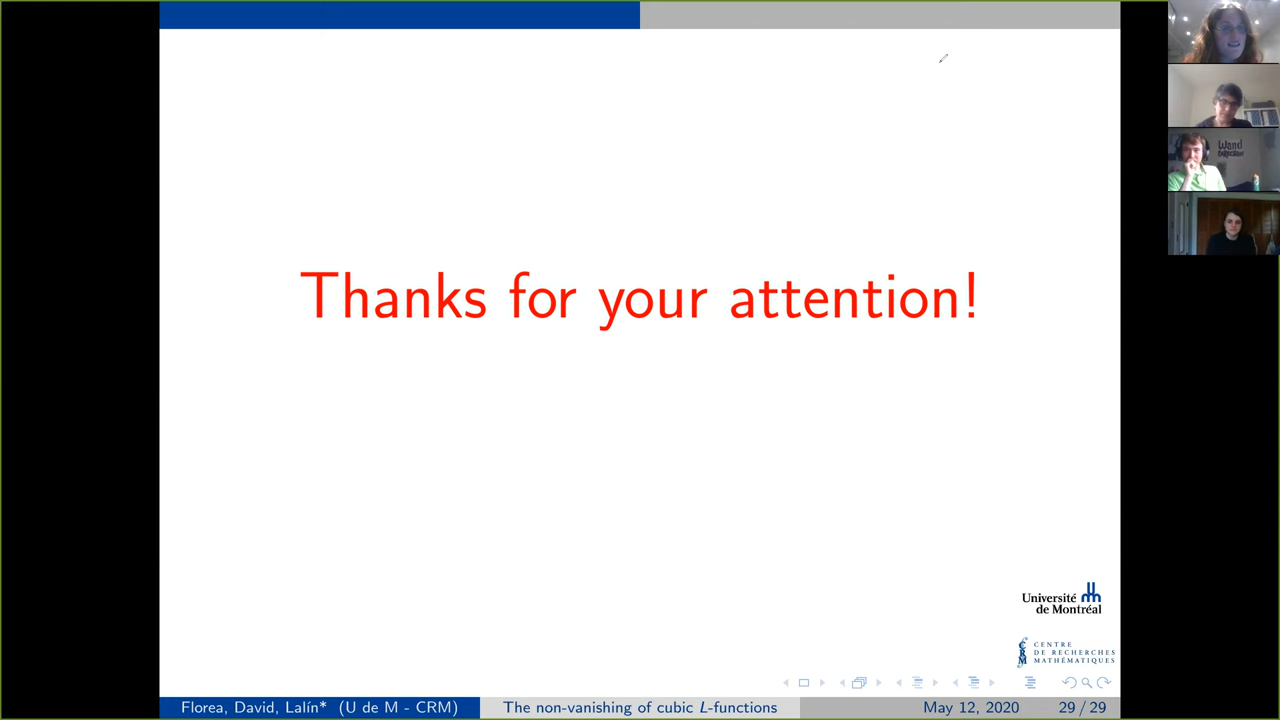 Thanks for your attention!
Université
de Montréal
CRM
CENTRE
DE RECHERCHES
MATHÉMATIQUES
Florea, David, Lalín* (U de M - CRM)
The non-vanishing of cubic L-functions
May 12, 2020
29 / 29